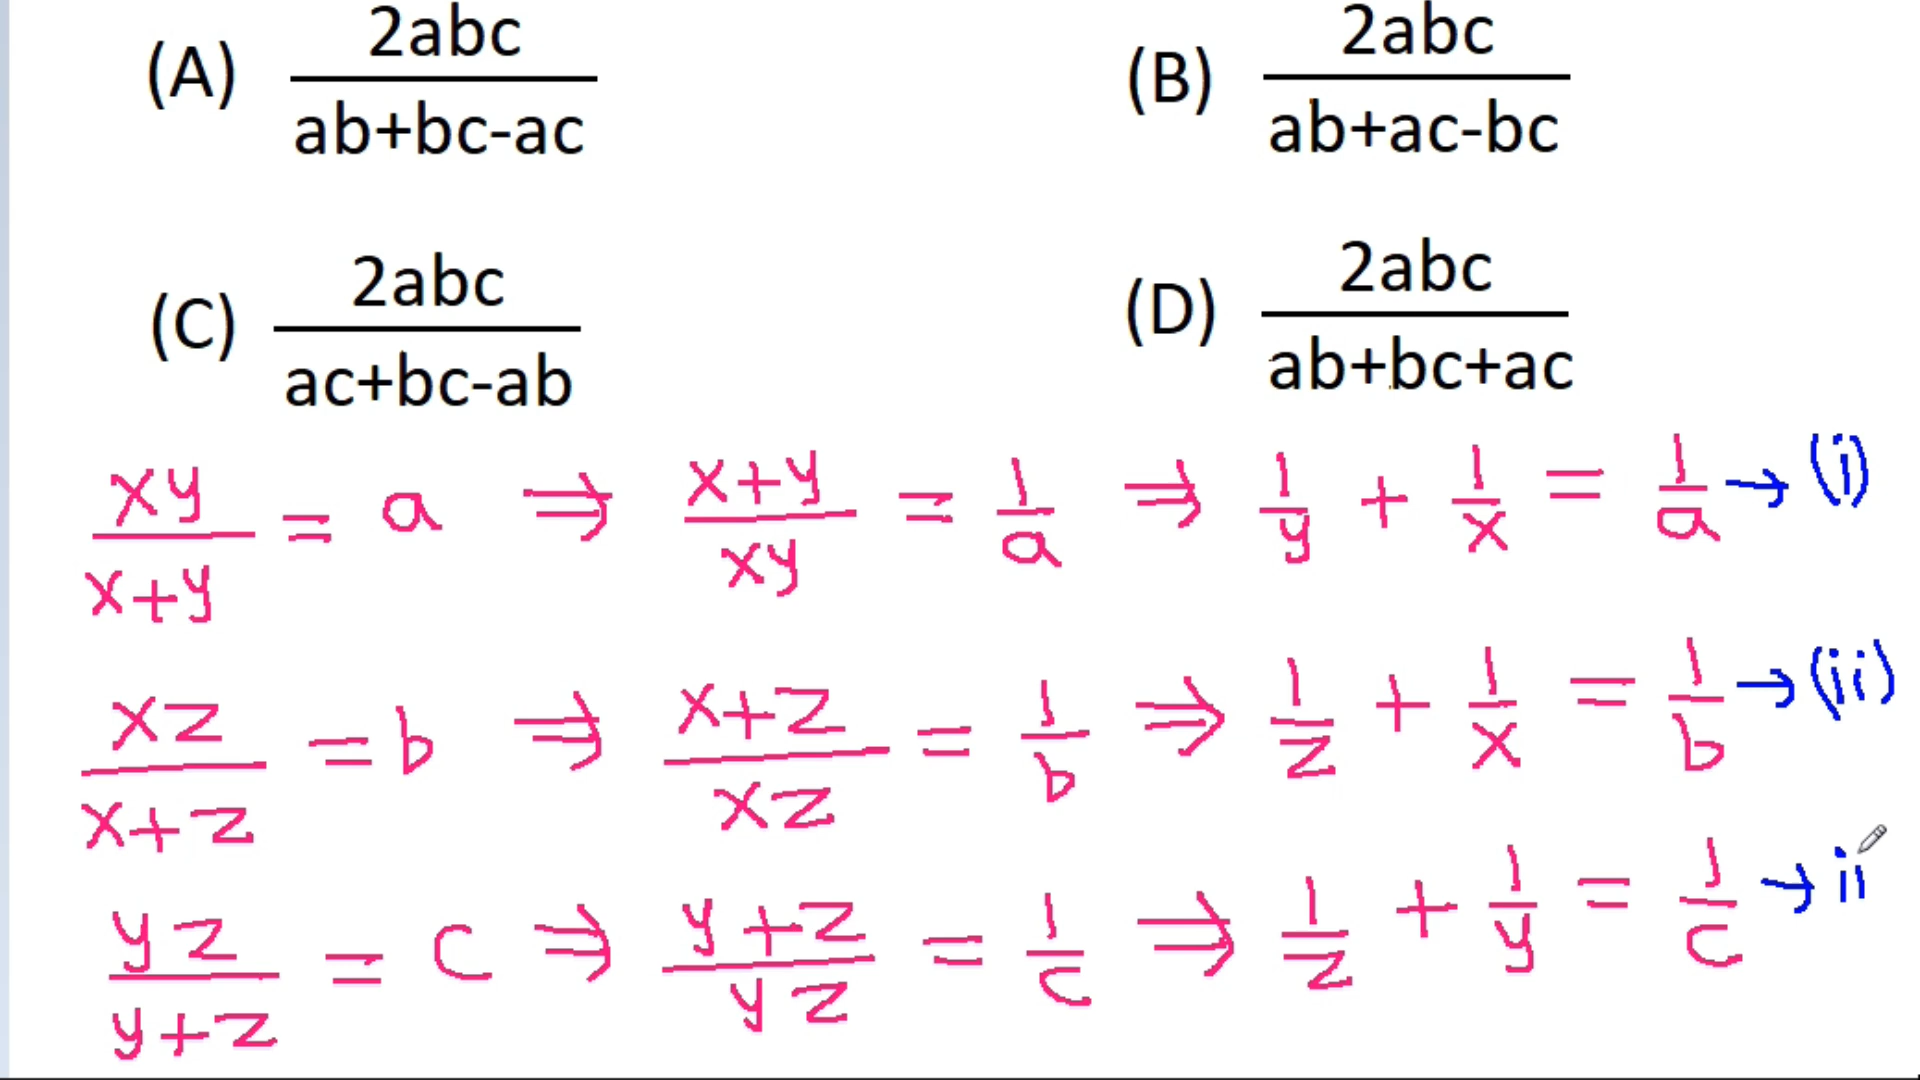 (A) 2abc/ab+bc-ac (B) 2abc/ab+ac-bc
(C) 2abc/ac+bc-ab (D) 2abc/ab+bc+ac
xy/x+y = a ⇒ x+y/xy = 1/a ⇒ 1/y + 1/x = 1/a → (i)
xz/x+z = b ⇒ x+z/xz = 1/b ⇒ 1/z + 1/x = 1/b → (ii)
yz/y+z = c ⇒ y+z/yz = 1/c ⇒ 1/z + 1/y = 1/c → ii